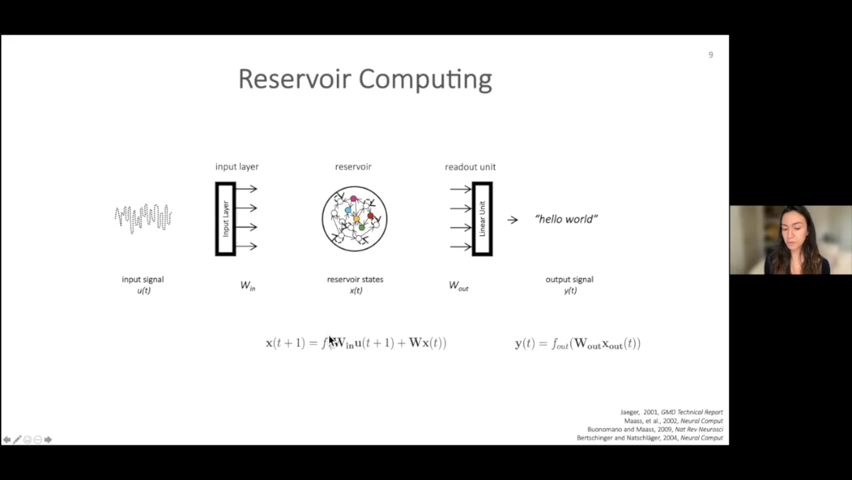 9
Reservoir Computing
input layer
reservoir
readout unit
Input Layer
Linear Unit
"hello world"
input signal
u(t)
W_in
reservoir states
x(t)
W_out
output signal
y(t)
x(t + 1) = f(W_in u(t + 1) + Wx(t))
y(t) = f_out(W_out x_out(t))
Jaeger, 2001, GMD Technical Report
Maass, et al., 2002, Neural Comput
Buonomano and Maass, 2009, Nat Rev Neurosci
Bertschinger and Natschläger, 2004, Neural Comput